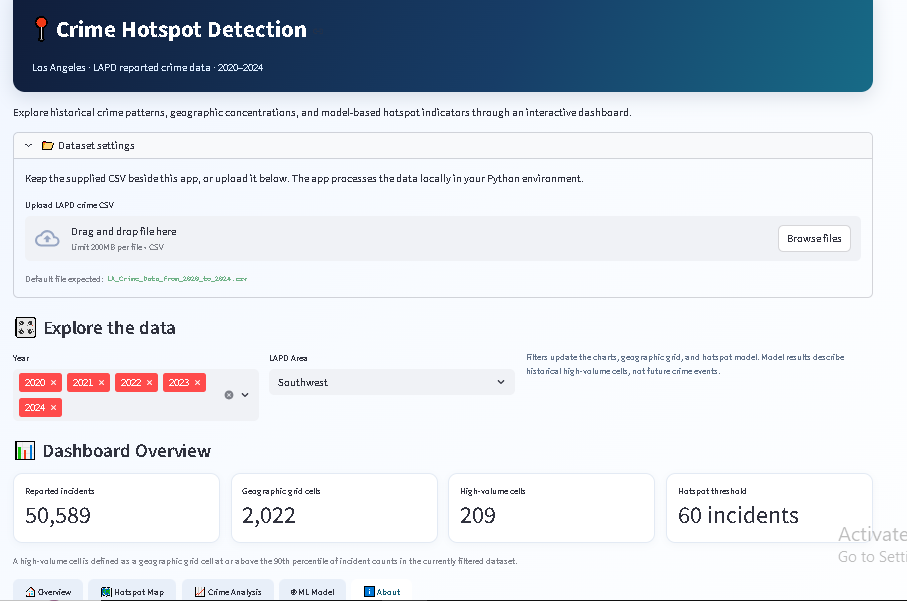 Crime Hotspot Detection
Los Angeles · LAPD reported crime data · 2020–2024
Explore historical crime patterns, geographic concentrations, and model-based hotspot indicators through an interactive dashboard.
Dataset settings
Keep the supplied CSV beside this app, or upload it below. The app processes the data locally in your Python environment.
Upload LAPD crime CSV
Drag and drop file here
Limit 200MB per file • CSV
Browse files
Default file expected: LA_Crime_Data_from_2020_to_2024.csv
Explore the data
Year
2020 ×
2021 ×
2022 ×
2023 ×
2024 ×
LAPD Area
Southwest
Filters update the charts, geographic grid, and hotspot model. Model results describe
historical high-volume cells, not future crime events.
Dashboard Overview
Reported incidents
50,589
Geographic grid cells
2,022
High-volume cells
209
Hotspot threshold
60 incidents
Activate
Go to Setti
A high-volume cell is defined as a geographic grid cell at or above the 90th percentile of incident counts in the currently filtered dataset.
Overview
Hotspot Map
Crime Analysis
ML Model
About